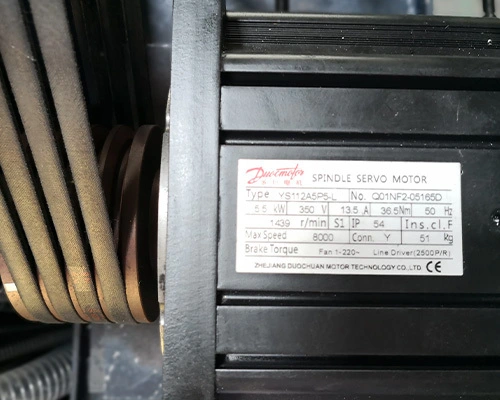 Duomotor SPINDLE SERVO MOTOR
Type YS112A5P5-L No. Q01NF2-05165D
5.5 kW 350 V 13.5 A 36.5Nm 50 Hz
1439 r/min S1 IP 54 Ins.cl.F
Max Speed 8000 Conn. Y 51 kg
Brake Torque Fan 1-220~ Line Driver(2500P/R)
ZHEJIANG DUOCHUAN MOTOR TECHNOLOGY CO.,LTD CE